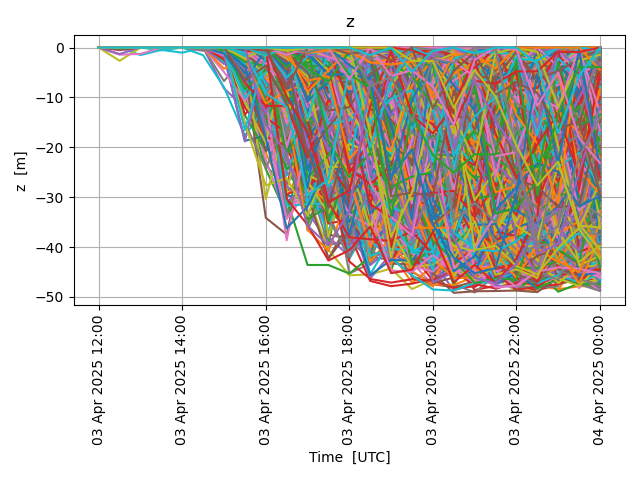 z
0
−10
−20
−30
−40
−50
z [m]
03 Apr 2025 12:00
03 Apr 2025 14:00
03 Apr 2025 16:00
03 Apr 2025 18:00
03 Apr 2025 20:00
03 Apr 2025 22:00
04 Apr 2025 00:00
Time [UTC]